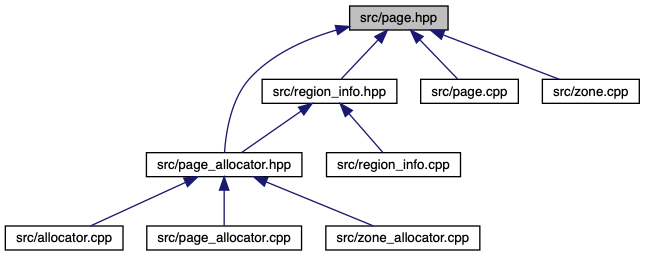 src/page.hpp
src/region_info.hpp
src/page.cpp
src/zone.cpp
src/page_allocator.hpp
src/region_info.cpp
src/allocator.cpp
src/page_allocator.cpp
src/zone_allocator.cpp